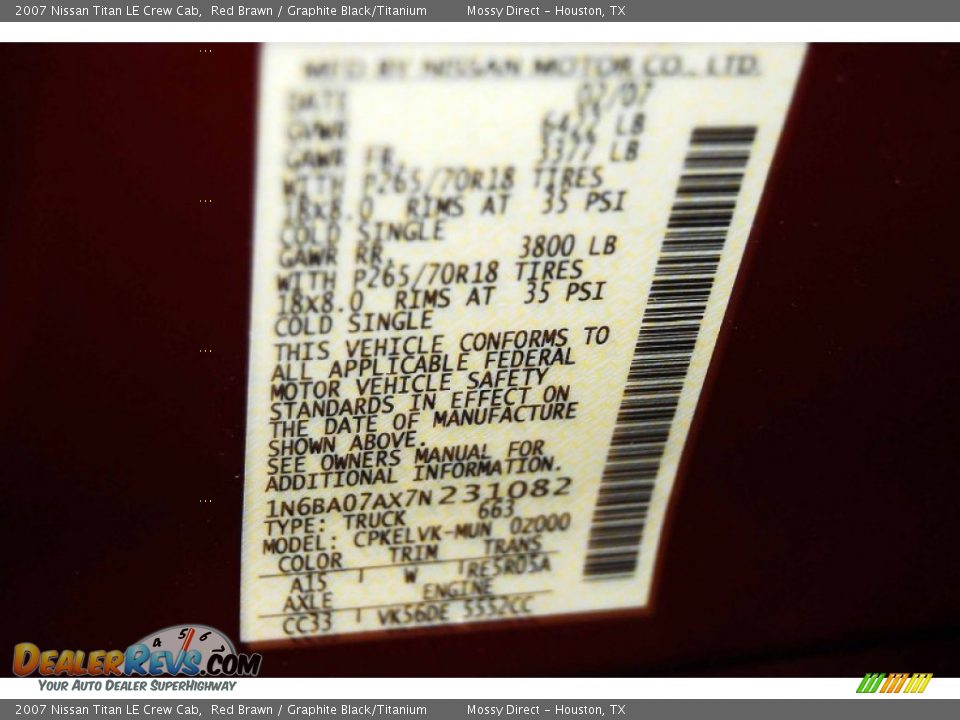 2007 Nissan Titan LE Crew Cab, Red Brawn / Graphite Black/Titanium Mossy Direct - Houston, TX
MFD BY NISSAN MOTOR CO., LTD.
DATE 02/07
GVWR 6422 LB
GAWR FR. 3377 LB
WITH P265/70R18 TIRES
18X8.0 RIMS AT 35 PSI
COLD SINGLE
GAWR RR. 3800 LB
WITH P265/70R18 TIRES
18X8.0 RIMS AT 35 PSI
COLD SINGLE
THIS VEHICLE CONFORMS TO
ALL APPLICABLE FEDERAL
MOTOR VEHICLE SAFETY
STANDARDS IN EFFECT ON
THE DATE OF MANUFACTURE
SHOWN ABOVE.
SEE OWNERS MANUAL FOR
ADDITIONAL INFORMATION.
1N6BA07AX7N231082
TYPE: TRUCK 663
MODEL: CPKELVK-MUN 02000
COLOR TRIM TRANS
A15 W RE5R05A
AXLE ENGINE
CC33 VK56DE 5552CC
4 5 6
DEALERREVS.COM
YOUR AUTO DEALER SUPERHIGHWAY
2007 Nissan Titan LE Crew Cab, Red Brawn / Graphite Black/Titanium Mossy Direct - Houston, TX